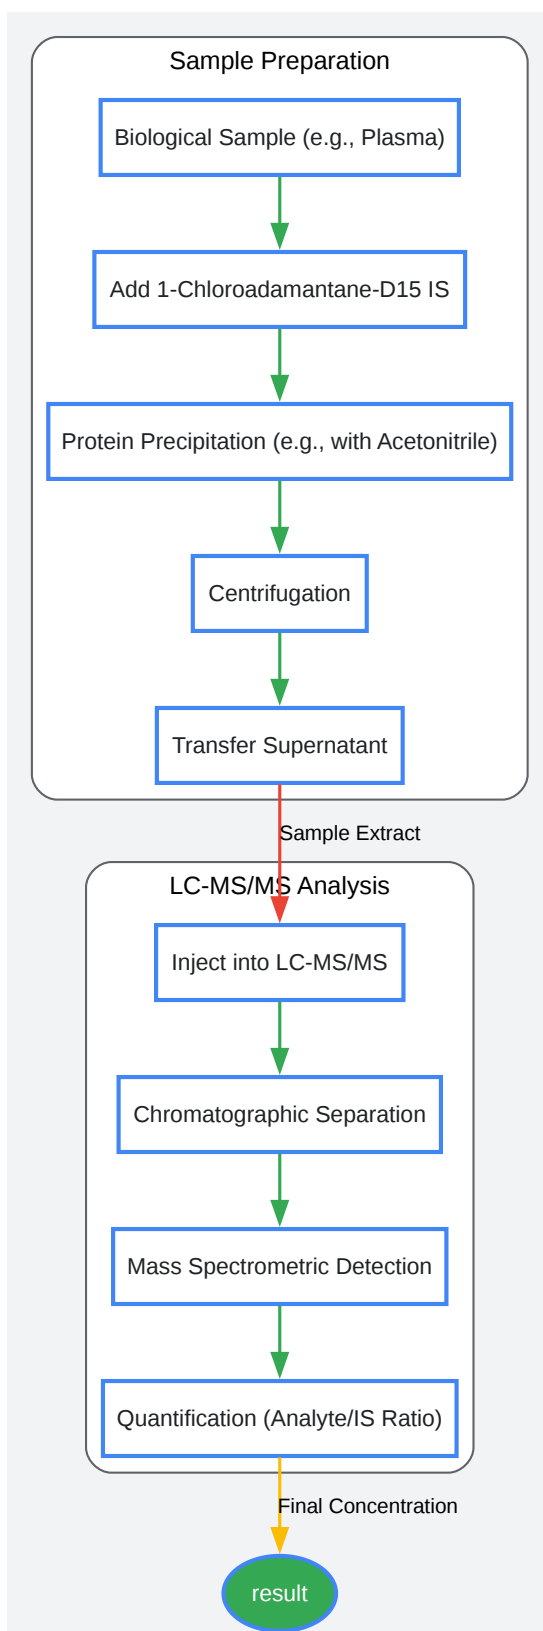 Sample Preparation
Biological Sample (e.g., Plasma)
Add 1-Chloroadamantane-D15 IS
Protein Precipitation (e.g., with Acetonitrile)
Centrifugation
Transfer Supernatant
Sample Extract
LC-MS/MS Analysis
Inject into LC-MS/MS
Chromatographic Separation
Mass Spectrometric Detection
Quantification (Analyte/IS Ratio)
Final Concentration
result